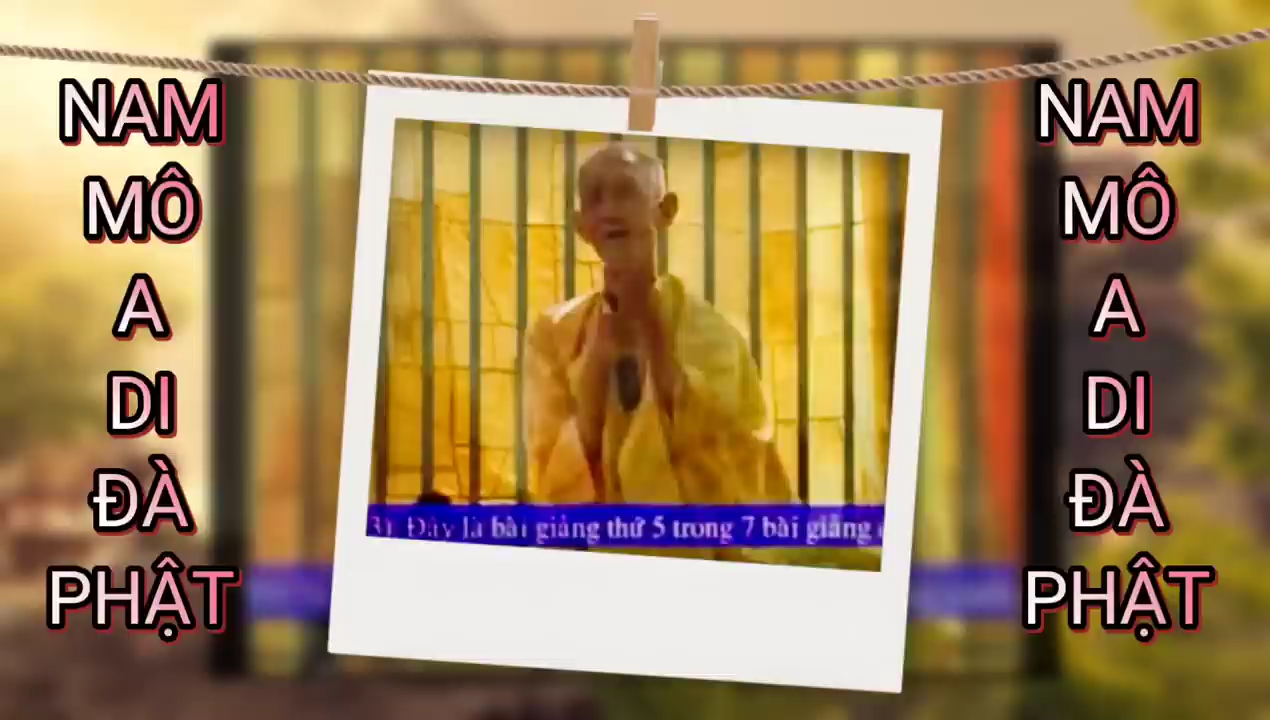 NAM
MÔ
A
DI
ĐÀ
PHẬT
3). Đây là bài giảng thứ 5 trong 7 bài giảng
NAM
MÔ
A
DI
ĐÀ
PHẬT